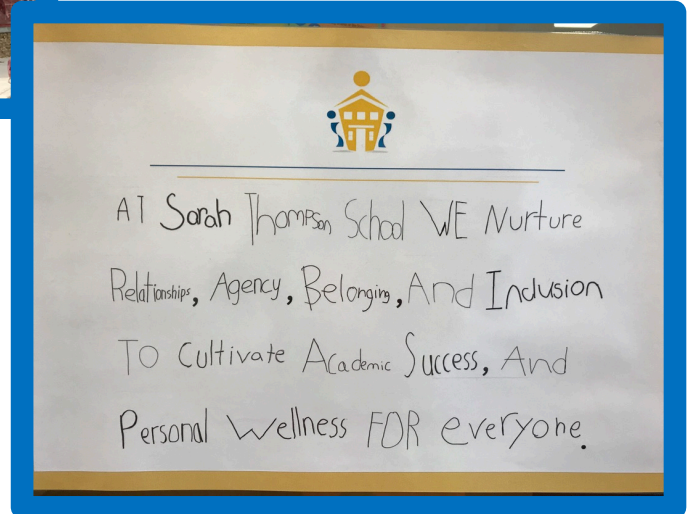 AT Sarah Thompson School WE Nurture
Relationships, Agency, Belonging, And Inclusion
TO Cultivate Academic Success, And
Personal Wellness FOR everyone.